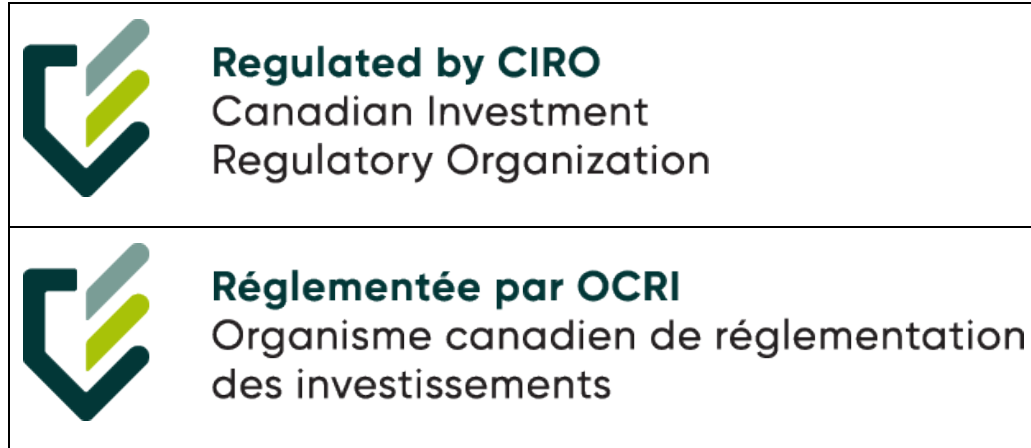 Regulated by CIRO
Canadian Investment
Regulatory Organization
Réglementée par OCRI
Organisme canadien de réglementation
des investissements